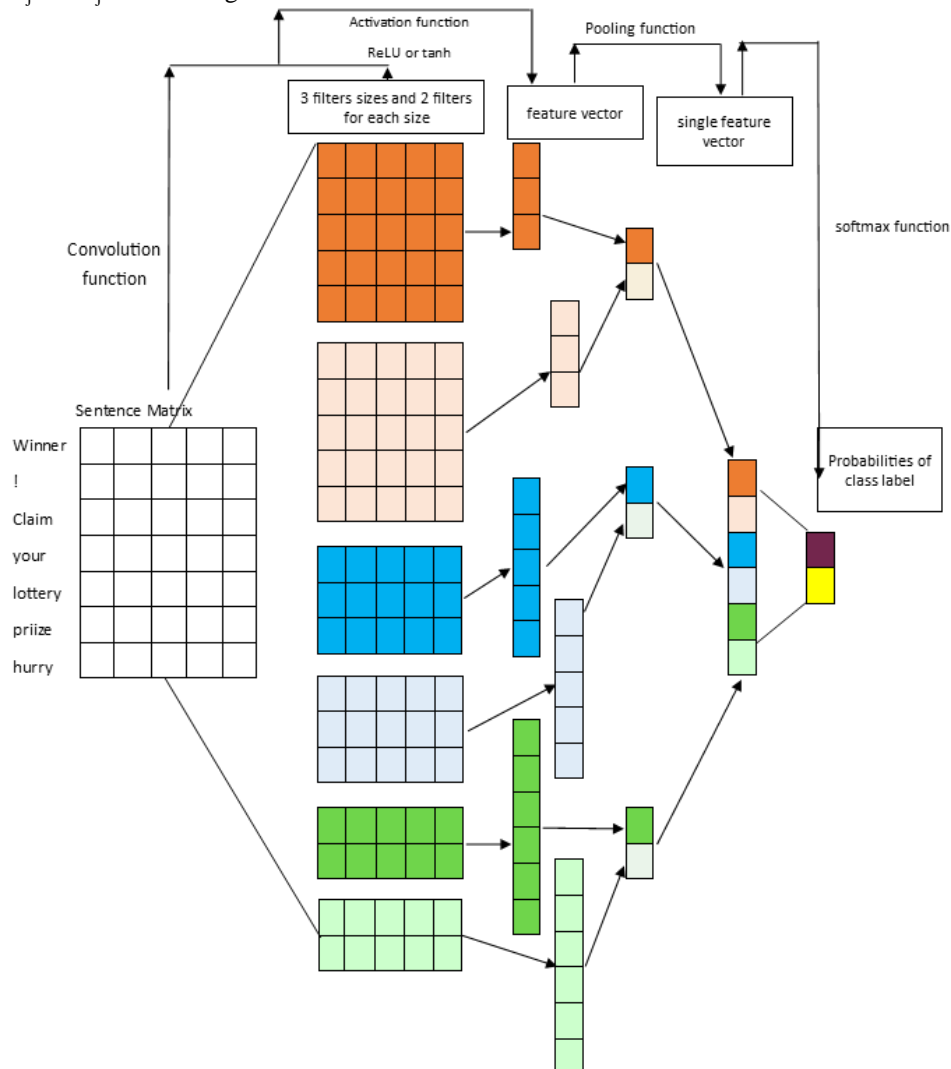 Activation function
Pooling function
ReLU or tanh
3 filters sizes and 2 filters
for each size
feature vector
single feature
vector
softmax function
Convolution
function
Sentence Matrix
Winner
!
Claim
your
lottery
priize
hurry
Probabilities of
class label